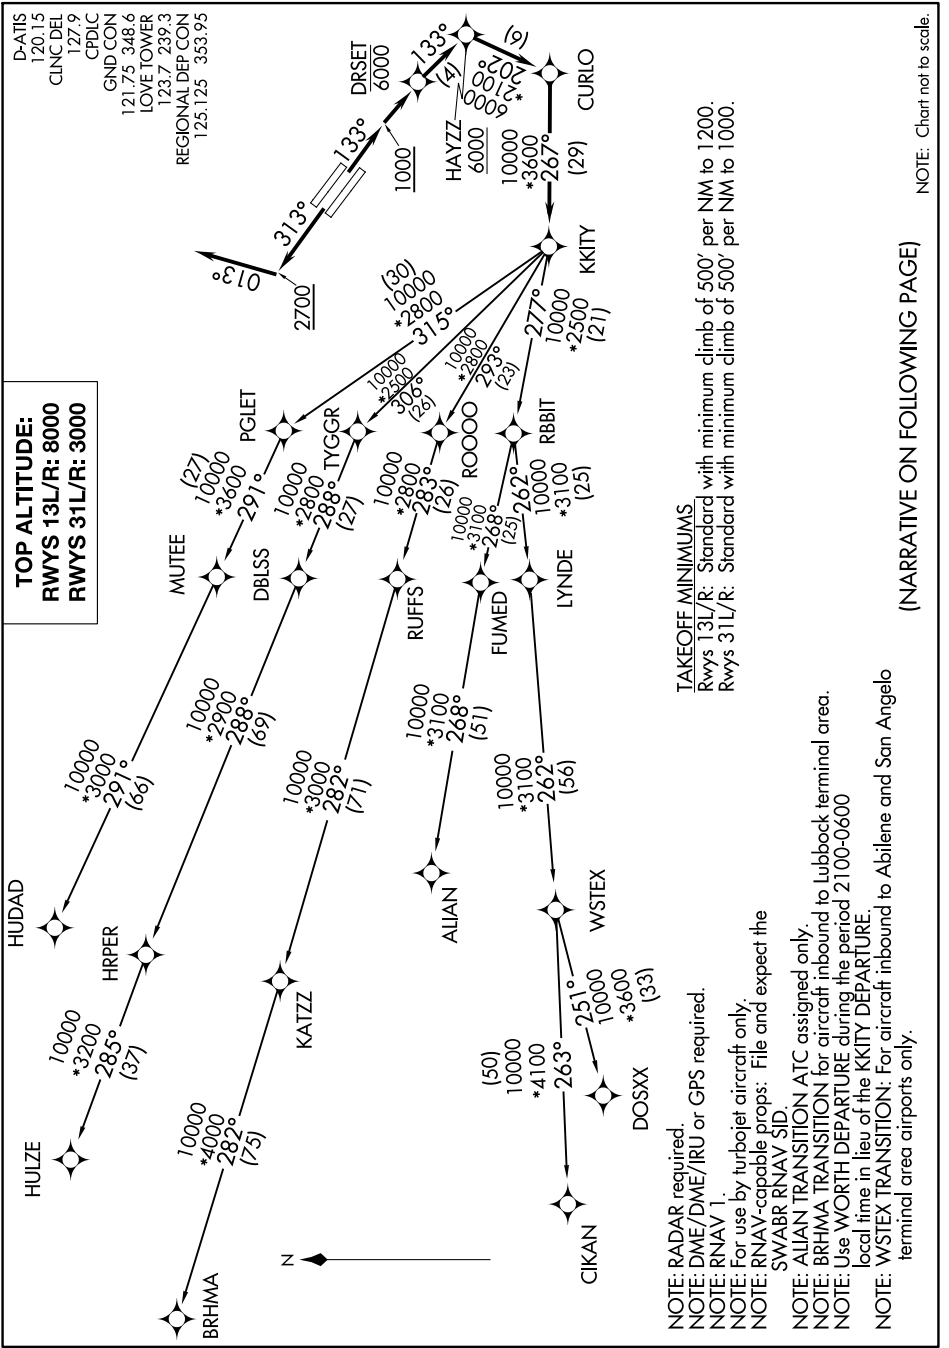 TOP ALTITUDE:
RWYS 13L/R: 8000
RWYS 31L/R: 3000
D-ATIS
120.15
CLNC DEL
127.9
CPDLC
GND CON
121.75 348.6
LOVE TOWER
123.7 239.3
REGIONAL DEP CON
125.125 353.95
HUDAD
10000
*3000
291°
(66)
MUTEE
(27)
10000
*3600
291°
PGLET
(30)
10000
*2800
315°
2700
013°
313°
133°
1000
DRSET
6000
133°
(4)
HAYZZ
6000
6000
*2100
202°
(6)
CURLO
10000
*3600
267°
(29)
KKITY
HULZE
10000
*3200
285°
(37)
HRPER
10000
*2900
288°
(69)
DBLSS
10000
*2800
288°
(27)
TYGGR
10000
*2500
306°
(26)
BRHMA
10000
*4000
282°
(75)
KATZZ
10000
*3000
282°
(71)
RUFFS
10000
*2800
283°
(26)
ROOOO
10000
*2800
293°
(23)
ALIAN
10000
*3100
268°
(51)
FUMED
10000
*3100
268°
(25)
RBBIT
277°
10000
*2500
(21)
CIKAN
(50)
10000
*4100
263°
DOSXX
251°
10000
*3600
(33)
WSTEX
10000
*3100
262°
(56)
LYNDE
262°
10000
*3100
(25)
N
TAKEOFF MINIMUMS
Rwys 13L/R: Standard with minimum climb of 500' per NM to 1200.
Rwys 31L/R: Standard with minimum climb of 500' per NM to 1000.
NOTE: RADAR required.
NOTE: DME/DME/IRU or GPS required.
NOTE: RNAV 1.
NOTE: For use by turbojet aircraft only.
NOTE: RNAV-capable props: File and expect the
SWABR RNAV SID.
NOTE: ALIAN TRANSITION ATC assigned only.
NOTE: BRHMA TRANSITION for aircraft inbound to Lubbock terminal area.
NOTE: Use WORTH DEPARTURE during the period 2100-0600
local time in lieu of the KKITY DEPARTURE.
NOTE: WSTEX TRANSITION: For aircraft inbound to Abilene and San Angelo
terminal area airports only.
(NARRATIVE ON FOLLOWING PAGE)
NOTE: Chart not to scale.